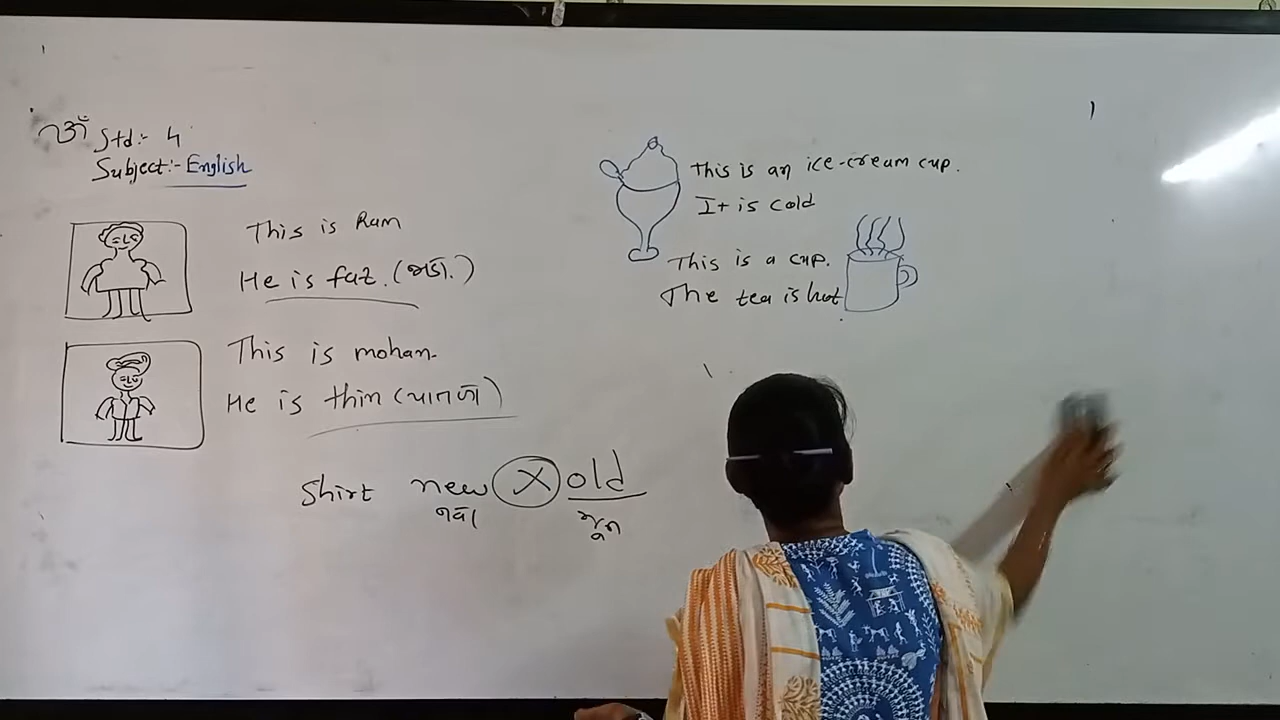 ॐ Std:- 4
Subject:- English
This is Ram
He is fat. (જાડો.)
This is mohan.
He is thin (પાતળો)
Shirt new X old
નવો જૂનો
This is an ice-cream cup.
It is cold
This is a cup.
The tea is hot.